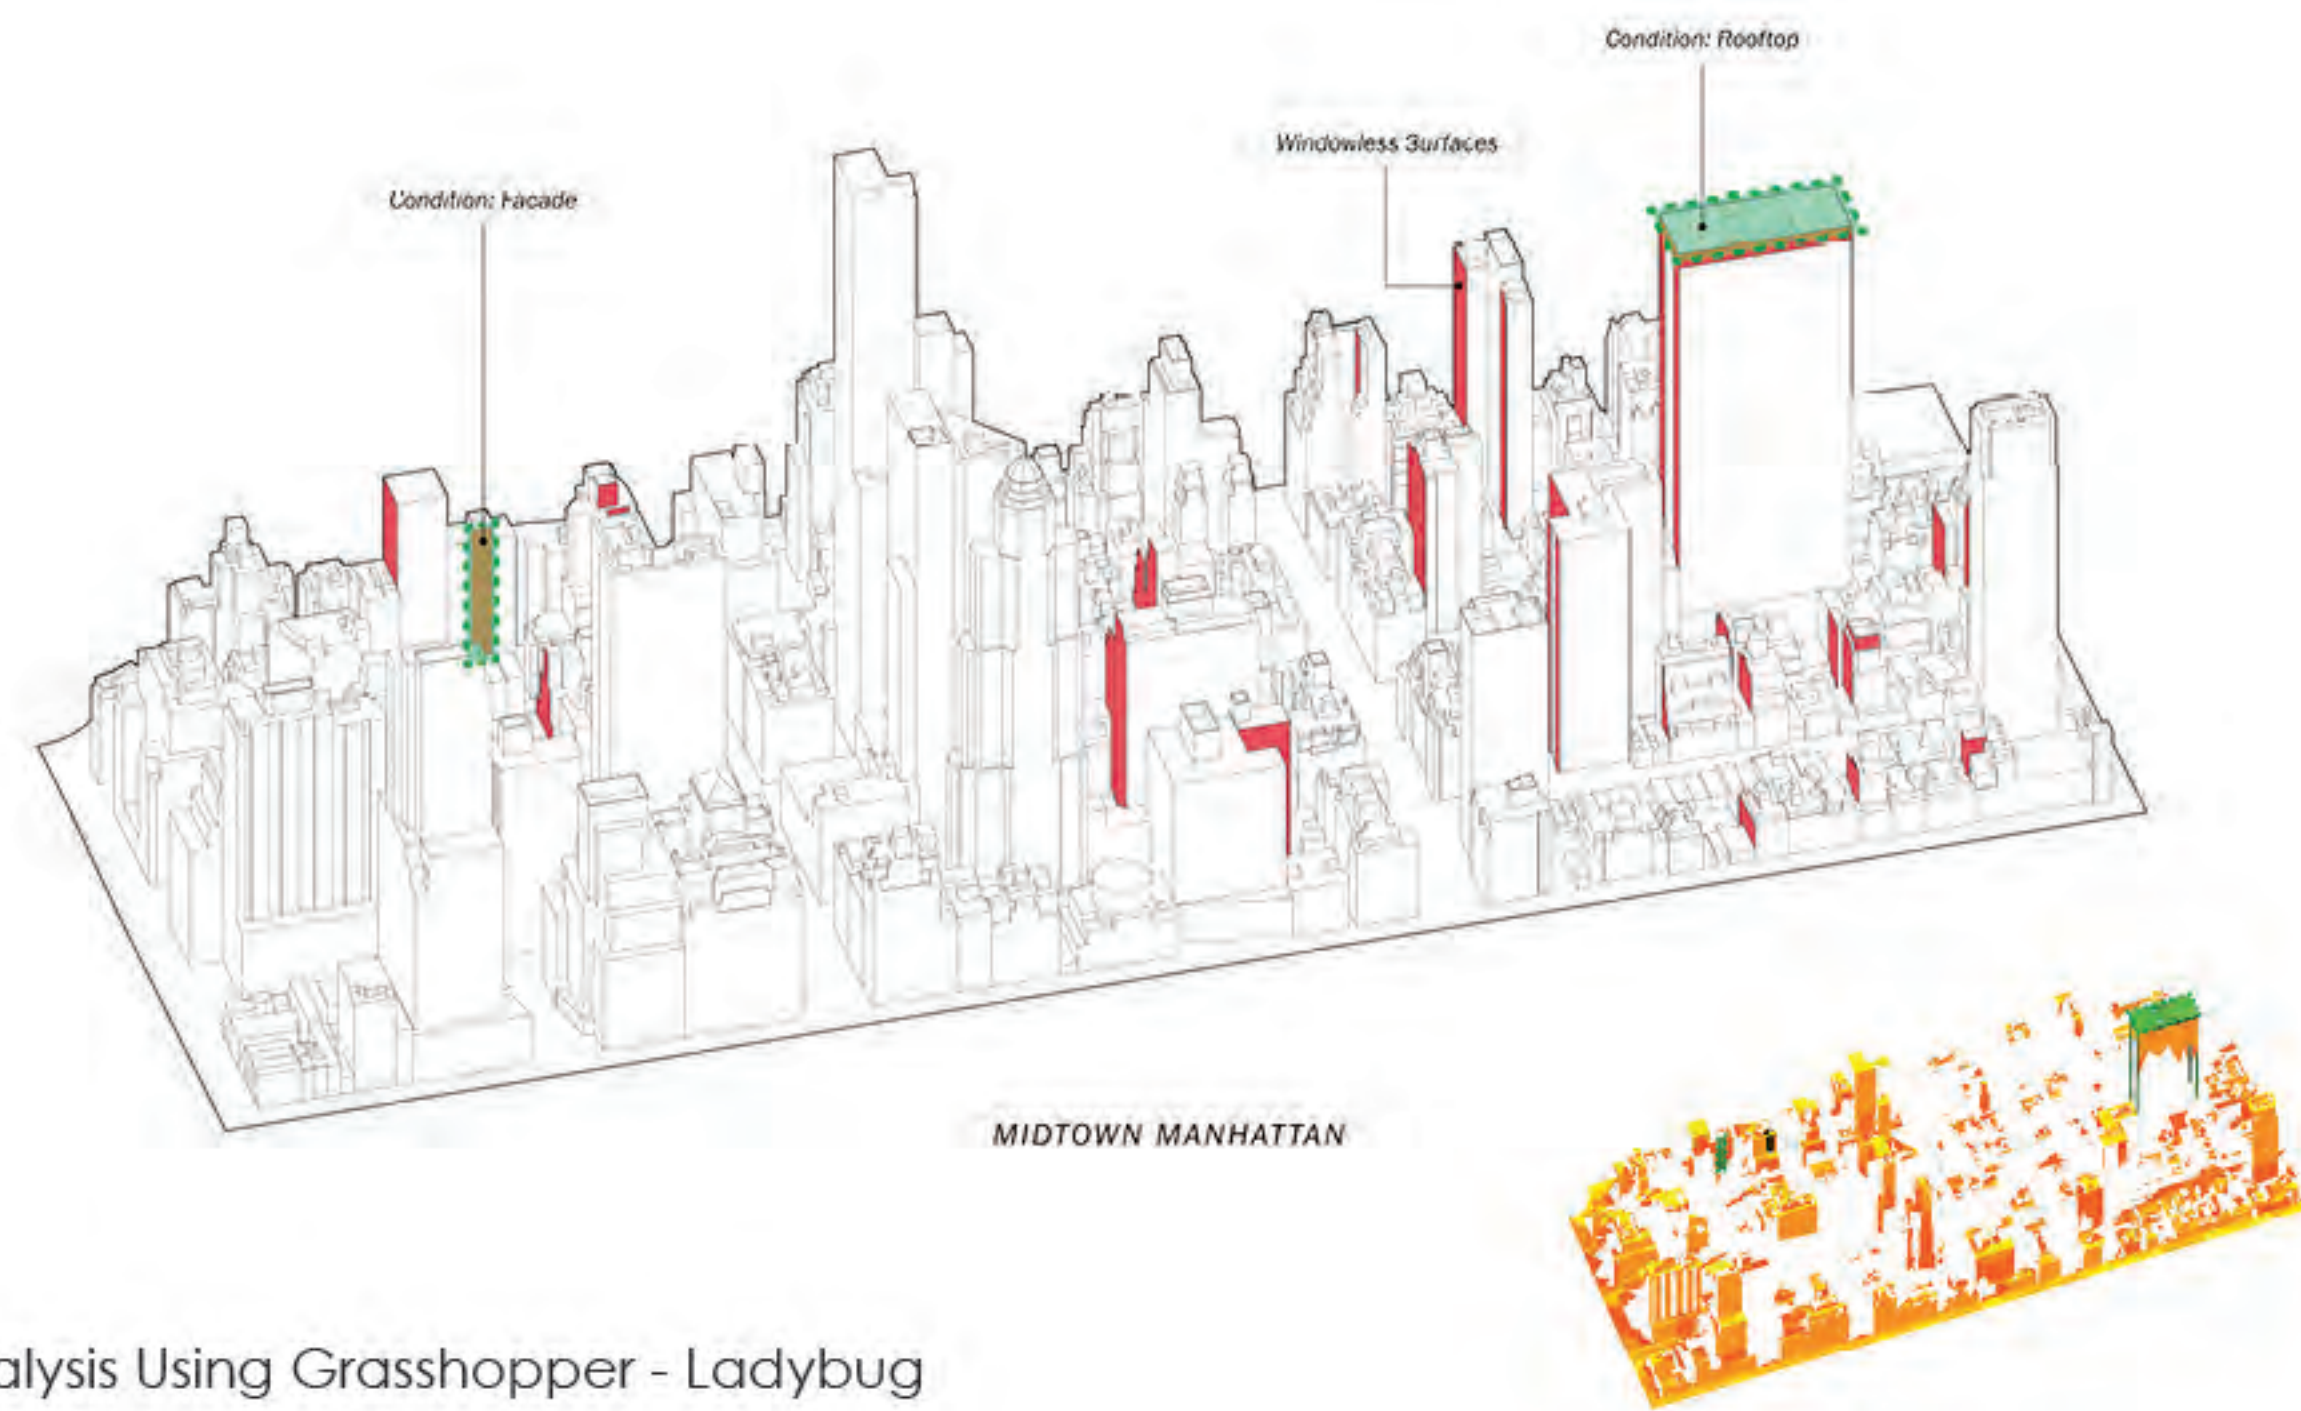 Condition: Rooftop
Windowless Surfaces
Condition: Facade
MIDTOWN MANHATTAN
alysis Using Grasshopper - Ladybug